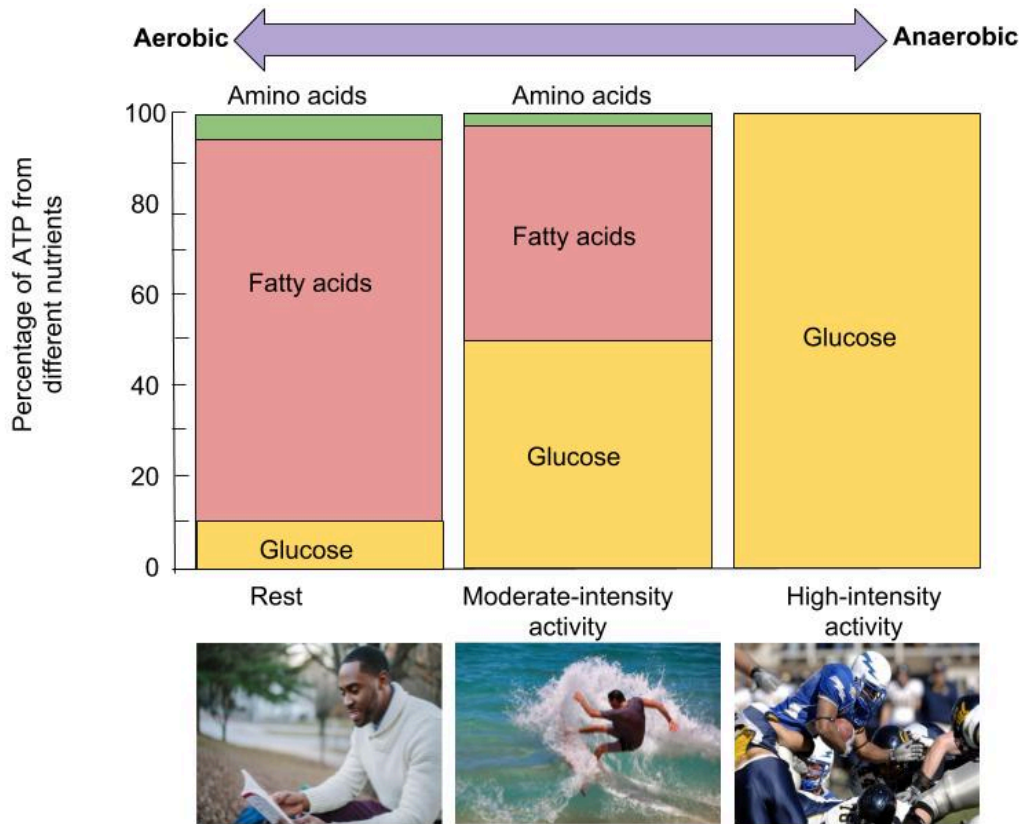 Aerobic
Anaerobic
Percentage of ATP from
different nutrients
100
80
60
40
20
0
Amino acids
Fatty acids
Glucose
Amino acids
Fatty acids
Glucose
Glucose
Rest
Moderate-intensity
activity
High-intensity
activity